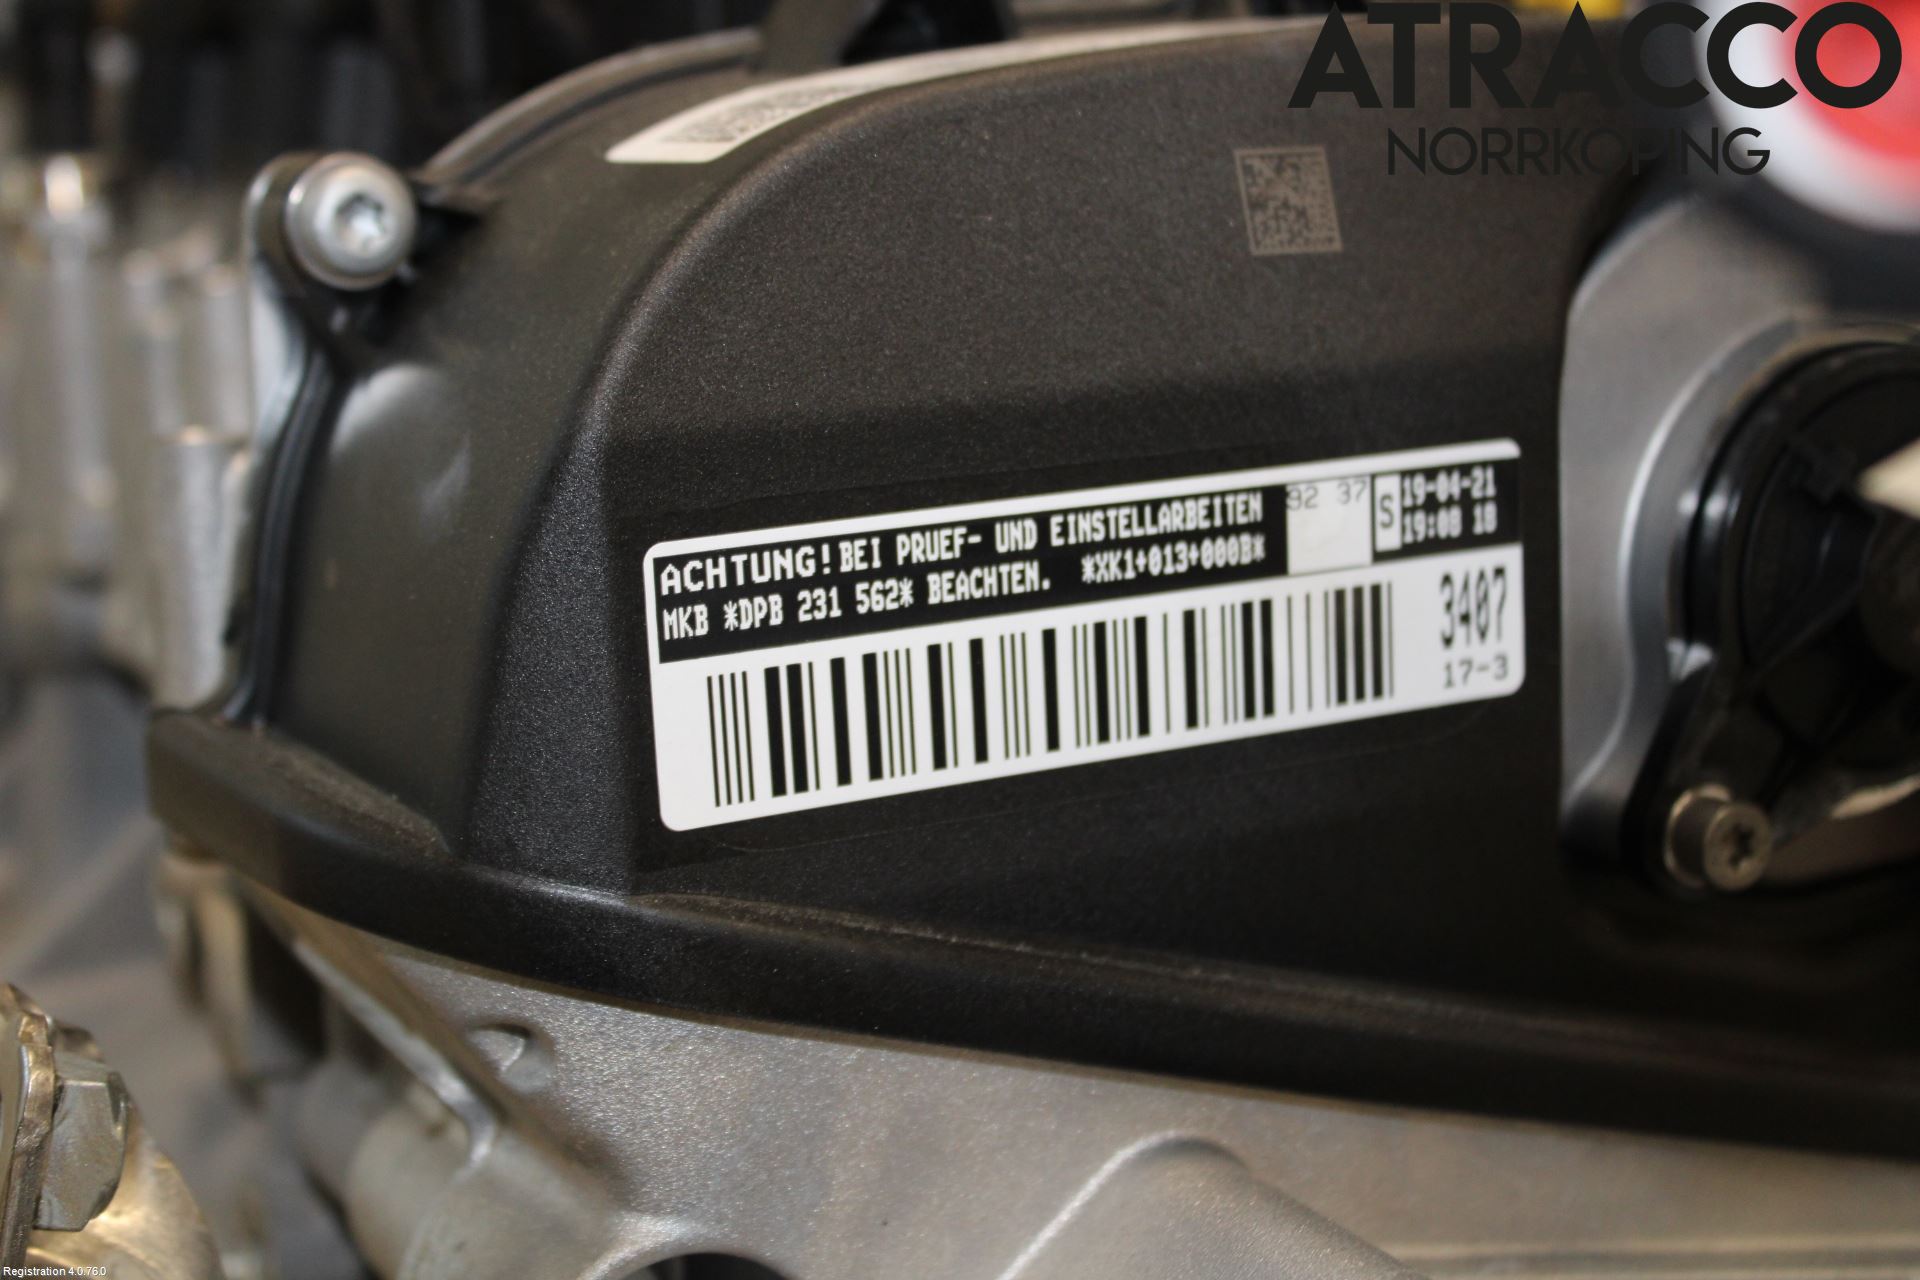 ATRACCO
NORRKÖPING
ACHTUNG! BEI PRUEF- UND EINSTELLARBEITEN
MKB *DPB 231 562* BEACHTEN. *XK1+013+000B*
92 37
S
19-04-21
19:08 18
3407
17-3
Registration 4.0.76.0